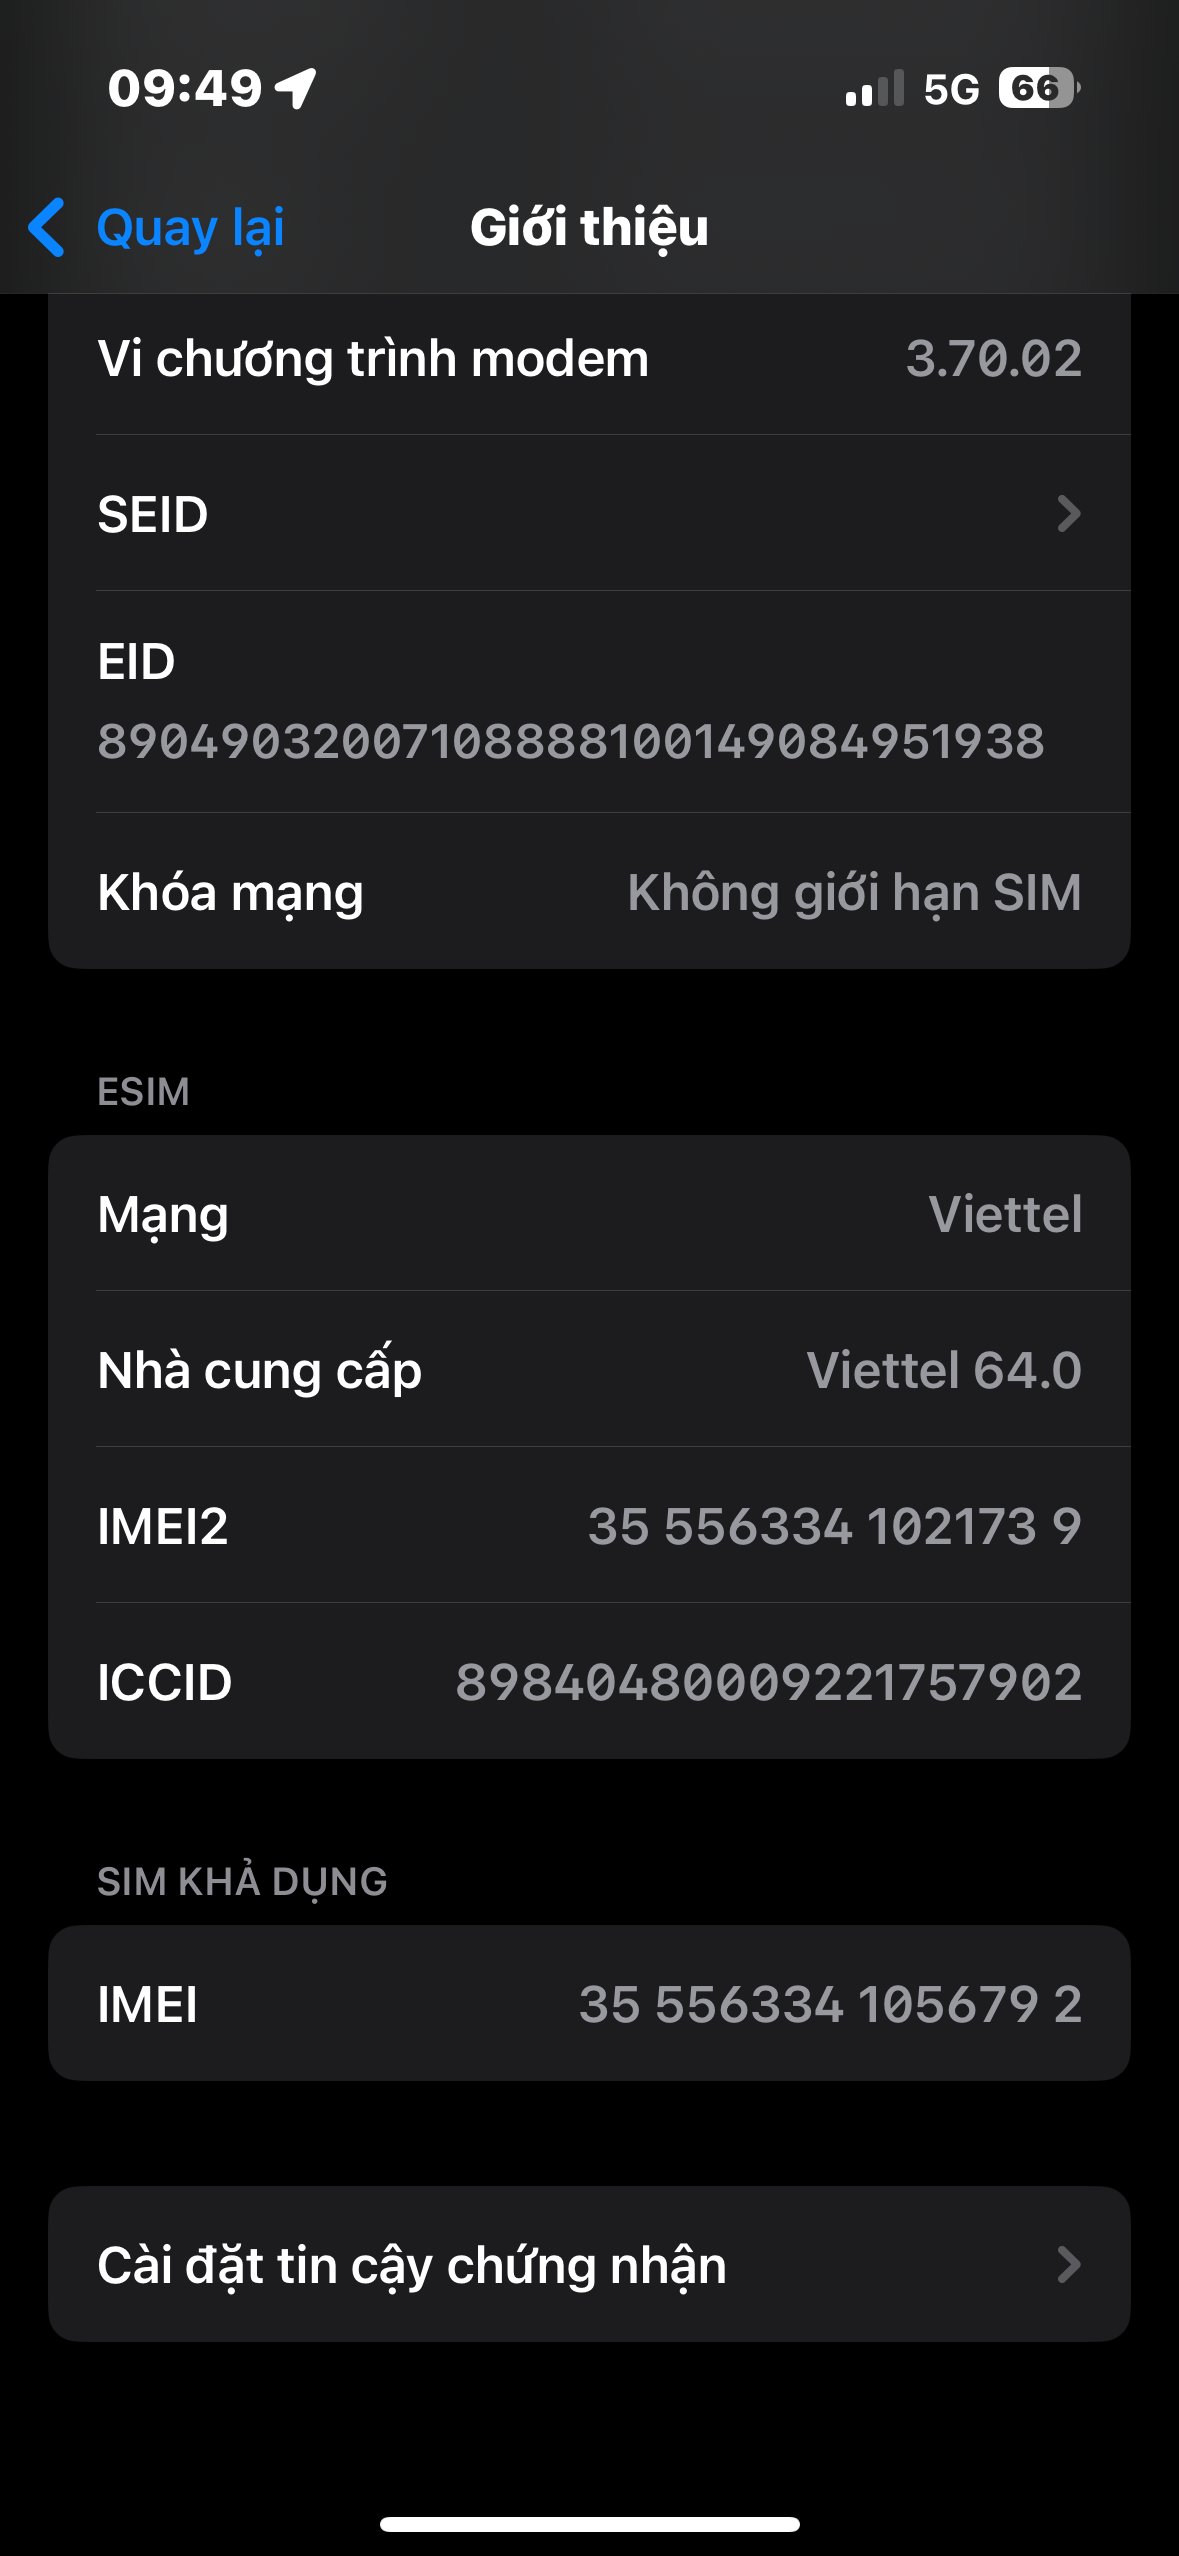 09:49
5G
66
Quay lại
Giới thiệu
Vi chương trình modem 3.70.02
SEID
EID
89049032007108888100149084951938
Khóa mạng Không giới hạn SIM
ESIM
Mạng Viettel
Nhà cung cấp Viettel 64.0
IMEI2 35 556334 102173 9
ICCID 89840480009221757902
SIM KHẢ DỤNG
IMEI 35 556334 105679 2
Cài đặt tin cậy chứng nhận